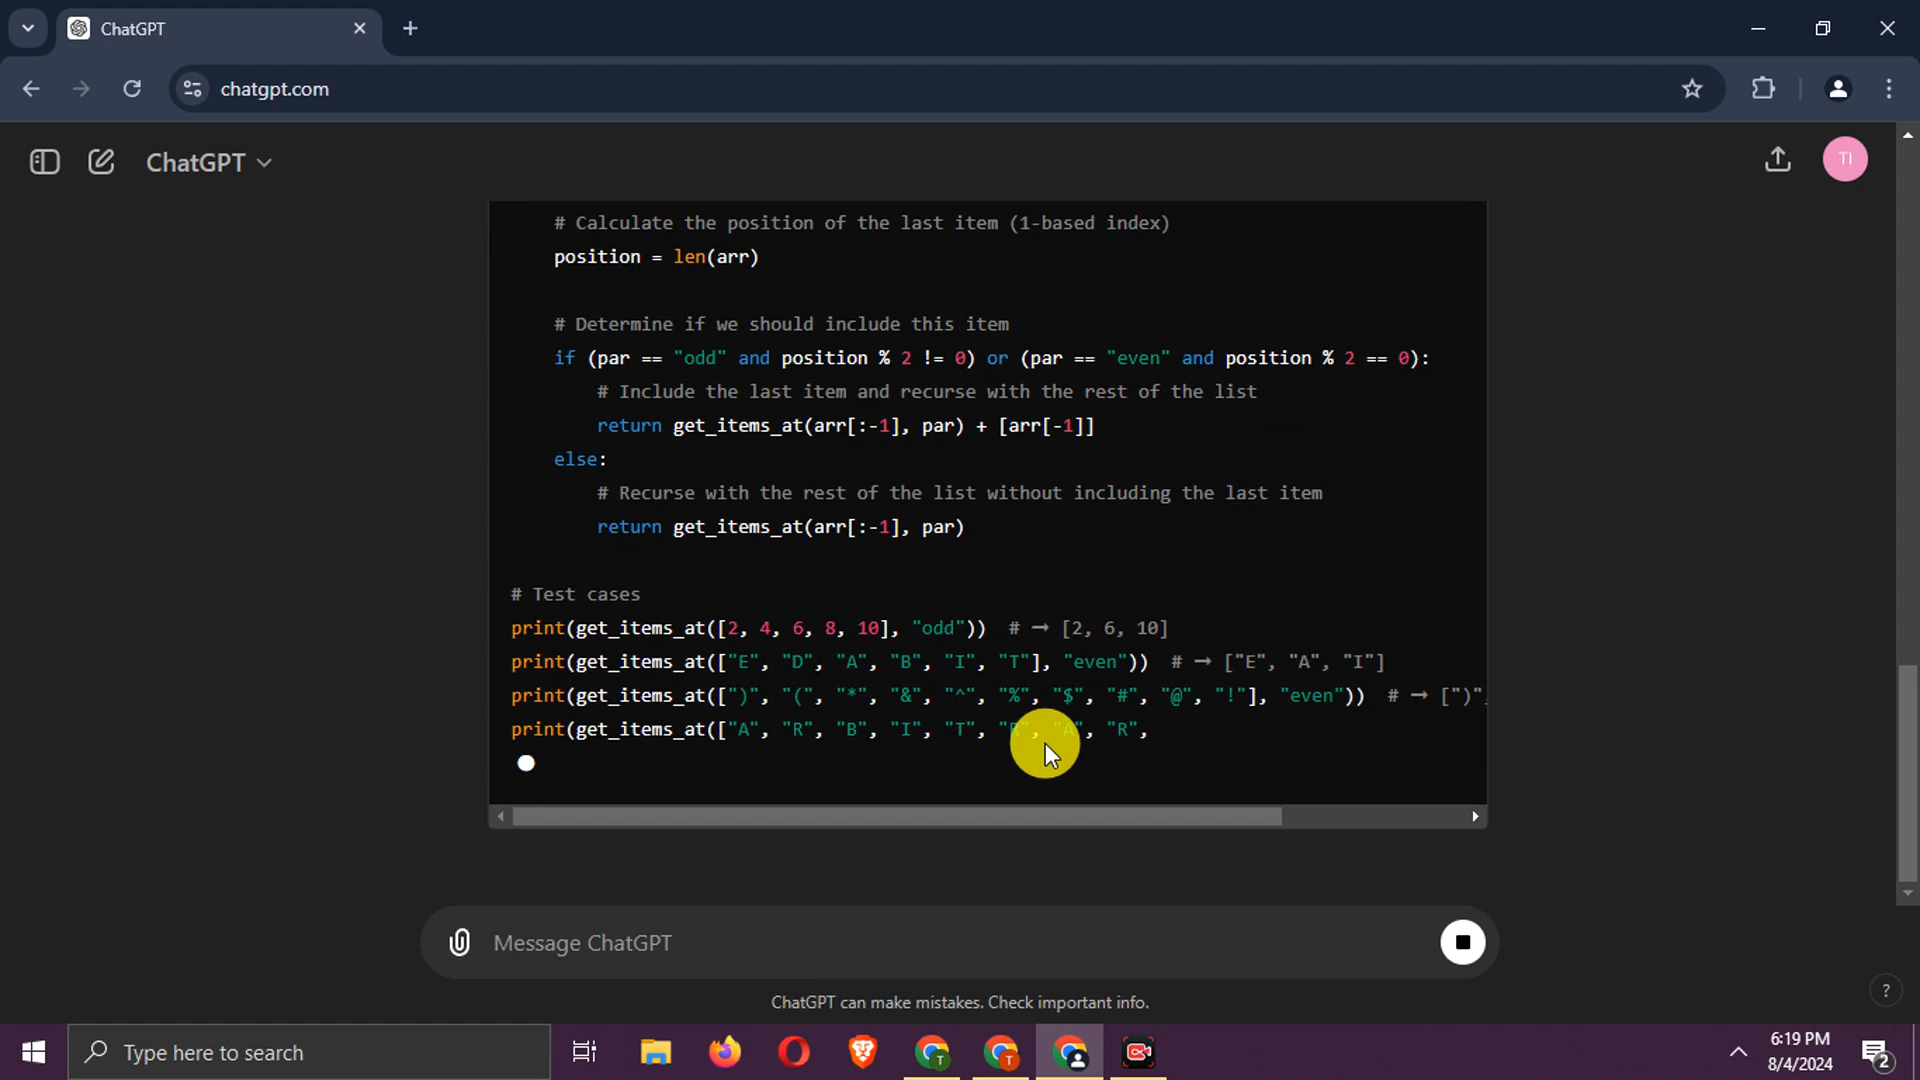 ChatGPT
chatgpt.com
ChatGPT
TI
# Calculate the position of the last item (1-based index)
position = len(arr)
# Determine if we should include this item
if (par == "odd" and position % 2 != 0) or (par == "even" and position % 2 == 0):
# Include the last item and recurse with the rest of the list
return get_items_at(arr[:-1], par) + [arr[-1]]
else:
# Recurse with the rest of the list without including the last item
return get_items_at(arr[:-1], par)
# Test cases
print(get_items_at([2, 4, 6, 8, 10], "odd")) # → [2, 6, 10]
print(get_items_at(["E", "D", "A", "B", "I", "T"], "even")) # → ["E", "A", "I"]
print(get_items_at([")", "(", "*", "&", "^", "%", "$", "#", "@", "!"], "even")) # → [")"
print(get_items_at(["A", "R", "B", "I", "T", "R", "A", "R",
Message ChatGPT
ChatGPT can make mistakes. Check important info.
?
Type here to search
T
T
6:19 PM
8/4/2024
2